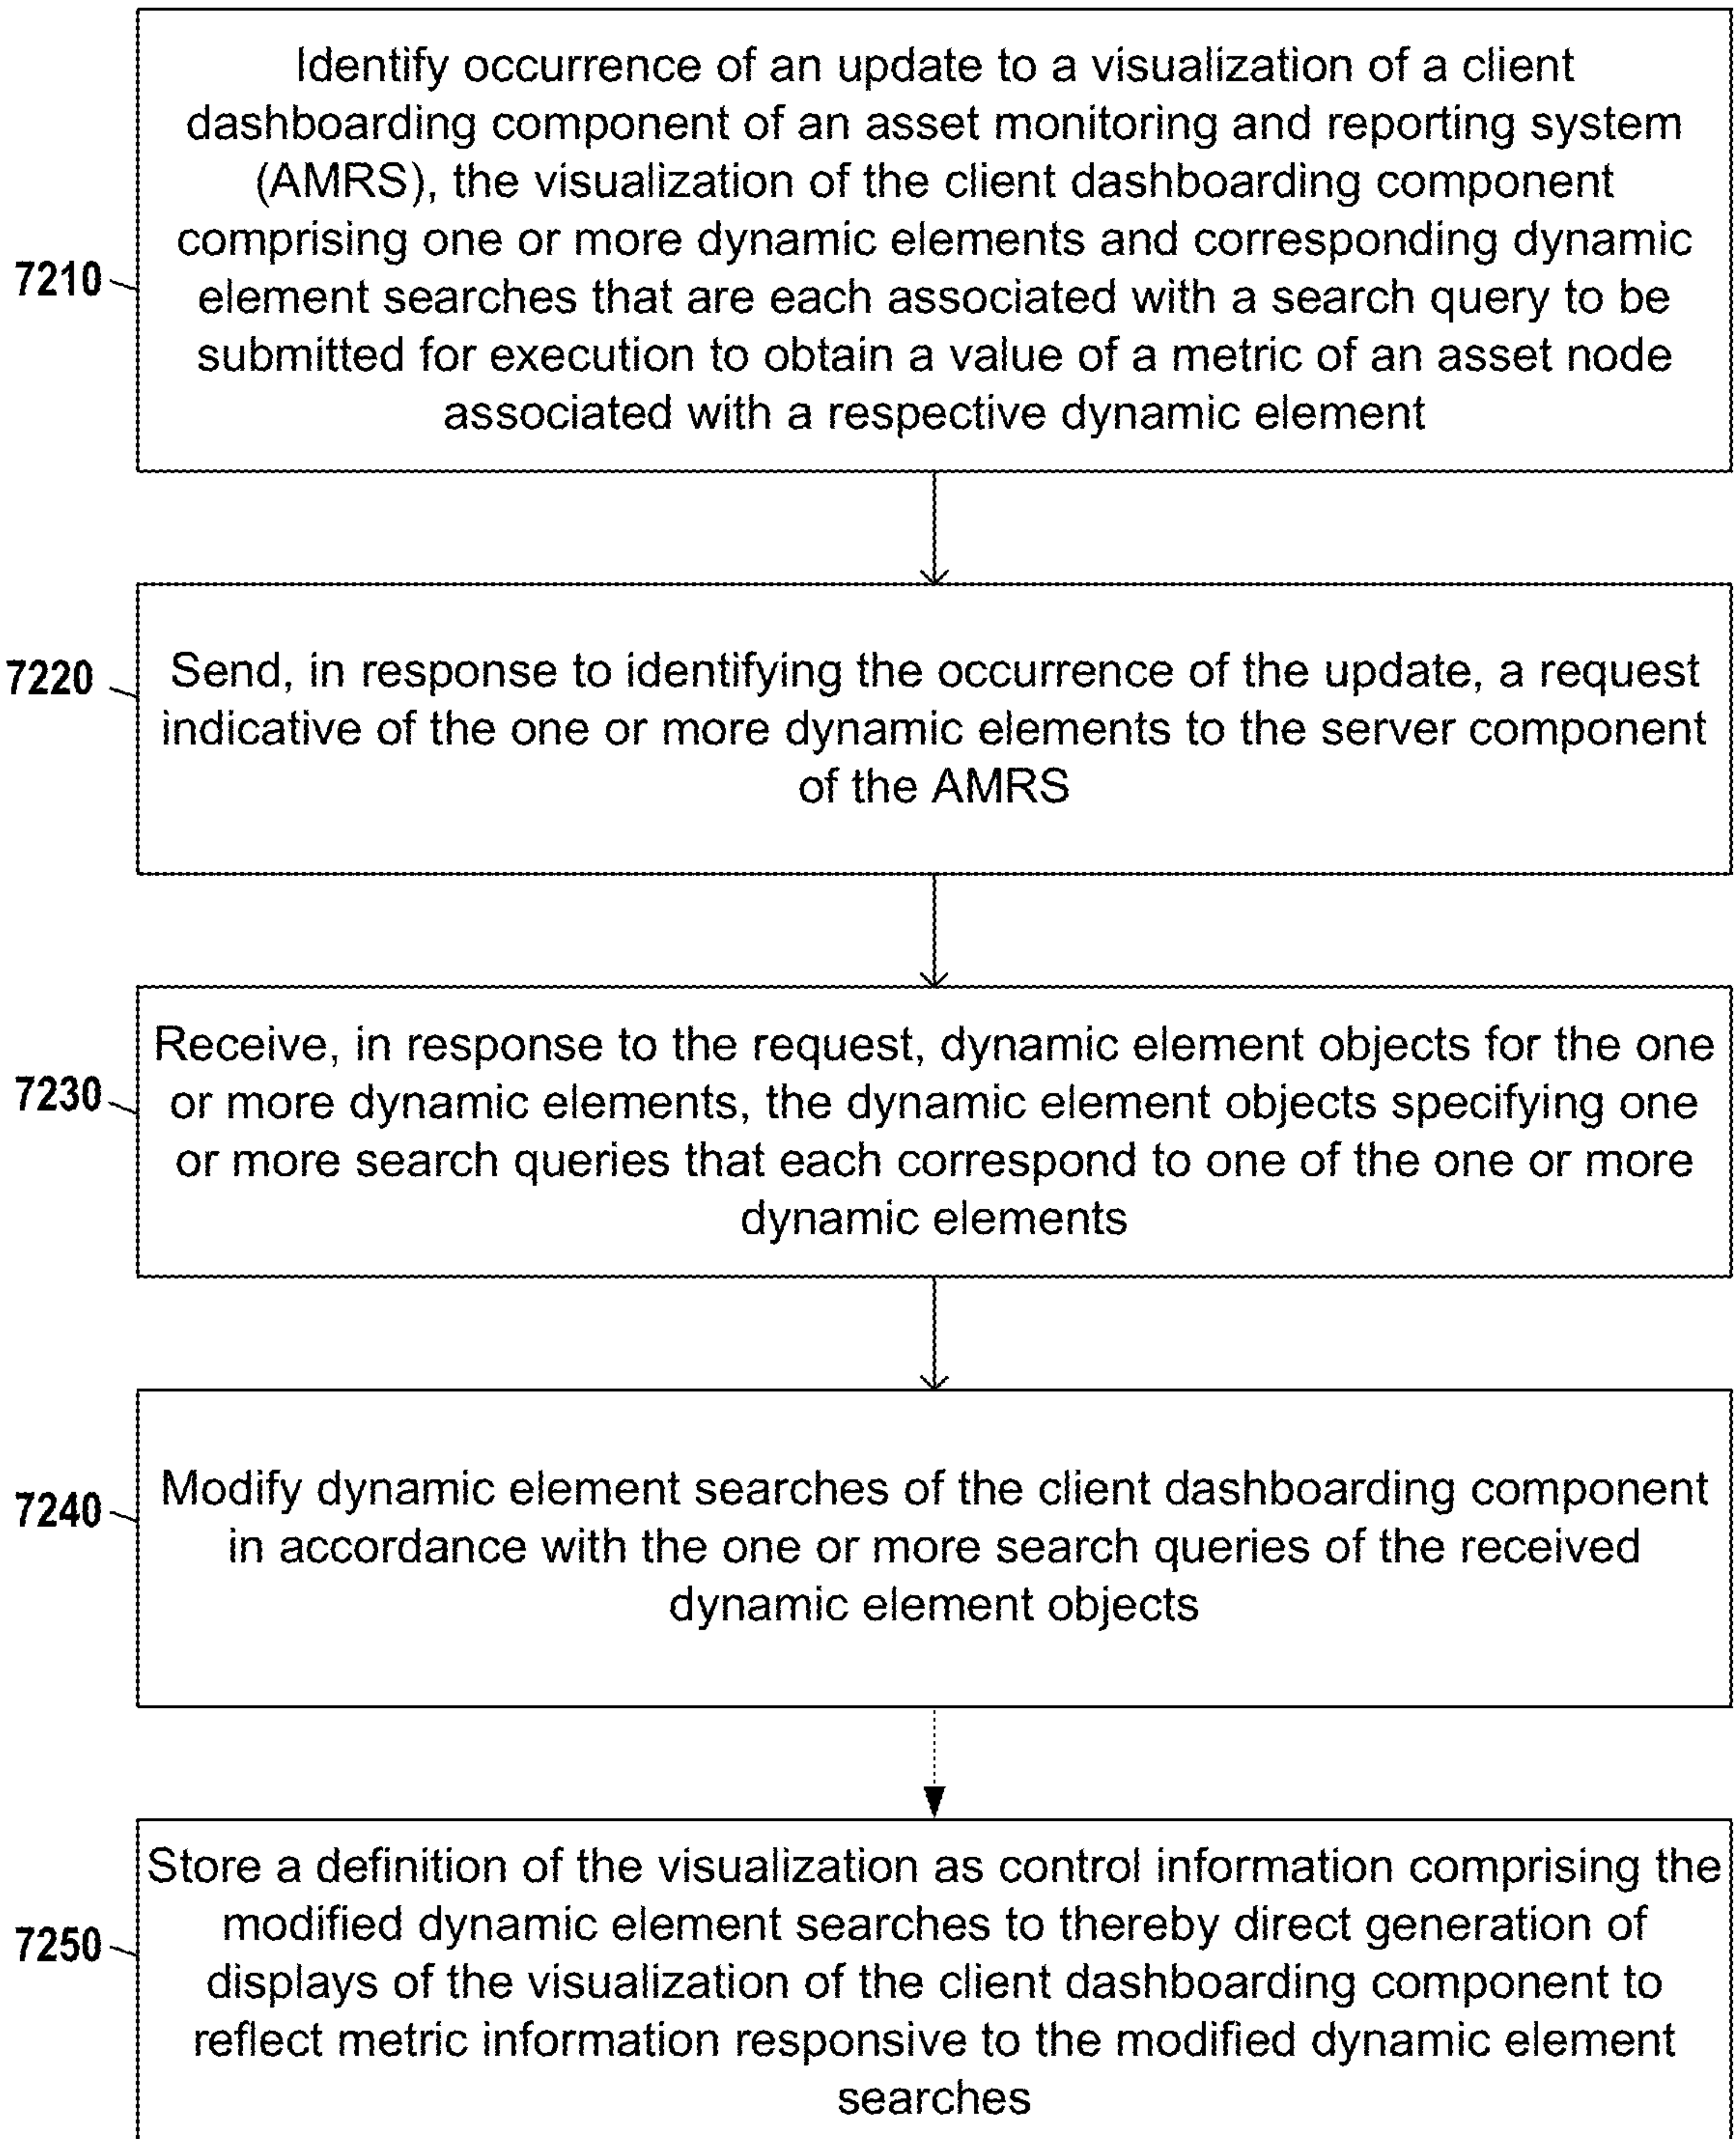 Identify occurrence of an update to a visualization of a client
dashboarding component of an asset monitoring and reporting system
(AMRS), the visualization of the client dashboarding component
comprising one or more dynamic elements and corresponding dynamic
7210
element searches that are each associated with a search query to be
submitted for execution to obtain a value of a metric of an asset node
associated with a respective dynamic element
7220
Send, in response to identifying the occurrence of the update, a request
indicative of the one or more dynamic elements to the server component
of the AMRS
Receive, in response to the request, dynamic element objects for the one
7230
or more dynamic elements, the dynamic element objects specifying one
or more search queries that each correspond to one of the one or more
dynamic elements
Modify dynamic element searches of the client dashboarding component
7240
in accordance with the one or more search queries of the received
dynamic element objects
Store a definition of the visualization as control information comprising the
modified dynamic element searches to thereby direct generation of
7250
displays of the visualization of the client dashboarding component to
reflect metric information responsive to the modified dynamic element
searches